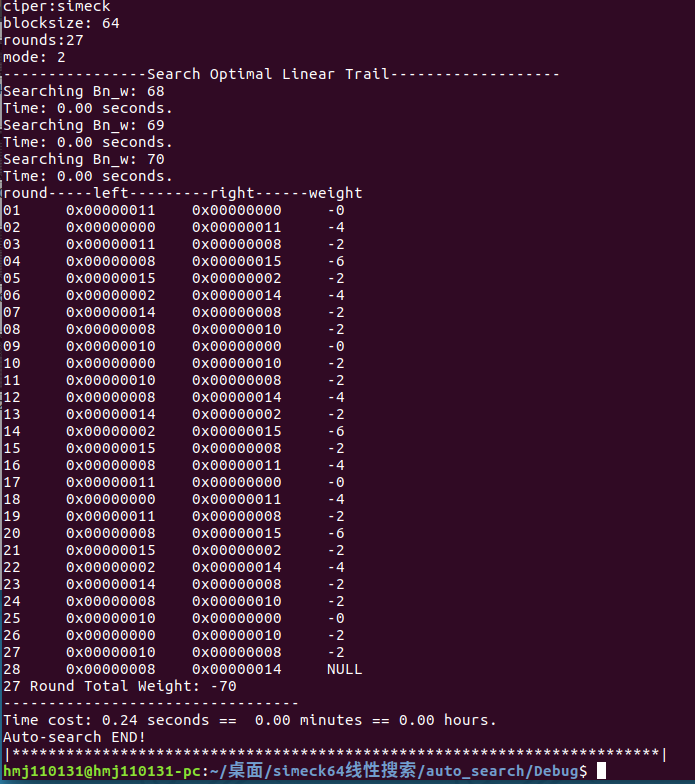 ciper:simeck
blocksize: 64
rounds:27
mode: 2
----------------Search Optimal Linear Trail-------------------
Searching Bn_w: 68
Time: 0.00 seconds.
Searching Bn_w: 69
Time: 0.00 seconds.
Searching Bn_w: 70
Time: 0.00 seconds.
round-----left---------right------weight
01     0x00000011    0x00000000     -0
02     0x00000000    0x00000011     -4
03     0x00000011    0x00000008     -2
04     0x00000008    0x00000015     -6
05     0x00000015    0x00000002     -2
06     0x00000002    0x00000014     -4
07     0x00000014    0x00000008     -2
08     0x00000008    0x00000010     -2
09     0x00000010    0x00000000     -0
10     0x00000000    0x00000010     -2
11     0x00000010    0x00000008     -2
12     0x00000008    0x00000014     -4
13     0x00000014    0x00000002     -2
14     0x00000002    0x00000015     -6
15     0x00000015    0x00000008     -2
16     0x00000008    0x00000011     -4
17     0x00000011    0x00000000     -0
18     0x00000000    0x00000011     -4
19     0x00000011    0x00000008     -2
20     0x00000008    0x00000015     -6
21     0x00000015    0x00000002     -2
22     0x00000002    0x00000014     -4
23     0x00000014    0x00000008     -2
24     0x00000008    0x00000010     -2
25     0x00000010    0x00000000     -0
26     0x00000000    0x00000010     -2
27     0x00000010    0x00000008     -2
28     0x00000008    0x00000014     NULL
27 Round Total Weight: -70
---------------------------------
Time cost: 0.24 seconds ==  0.00 minutes == 0.00 hours.
Auto-search END!
|************************************************************************|
hmj110131@hmj110131-pc:~/桌面/simeck64线性搜索/auto_search/Debug$